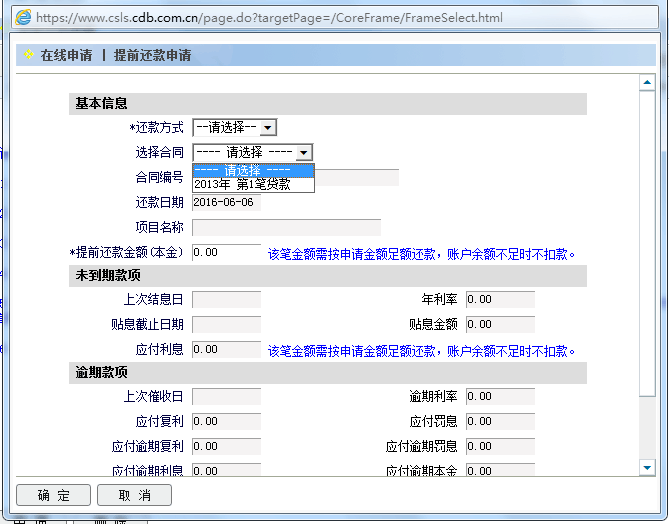 https://www.csls.cdb.com.cn/page.do?targetPage=/CoreFrame/FrameSelect.html
在线申请 | 提前还款申请
基本信息
*还款方式 --请选择--
选择合同 ---- 请选择 ----
---- 请选择 ----
合同编号
2013年 第1笔贷款
还款日期 2016-06-06
项目名称
*提前还款金额(本金) 0.00 该笔金额需按申请金额足额还款，账户余额不足时不扣款。
未到期款项
上次结息日 年利率 0.00
贴息截止日期 贴息金额 0.00
应付利息 0.00 该笔金额需按申请金额足额还款，账户余额不足时不扣款。
逾期款项
上次催收日 逾期利率 0.00
应付复利 0.00 应付罚息 0.00
应付逾期复利 0.00 应付逾期罚息 0.00
应付逾期利息 0.00 应付逾期本金 0.00
确 定 取 消